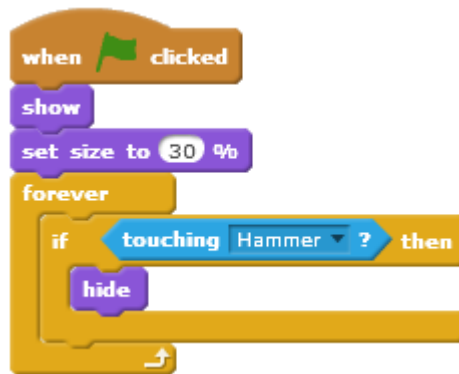 when clicked
show
set size to 30 %
forever
if touching Hammer ? then
hide